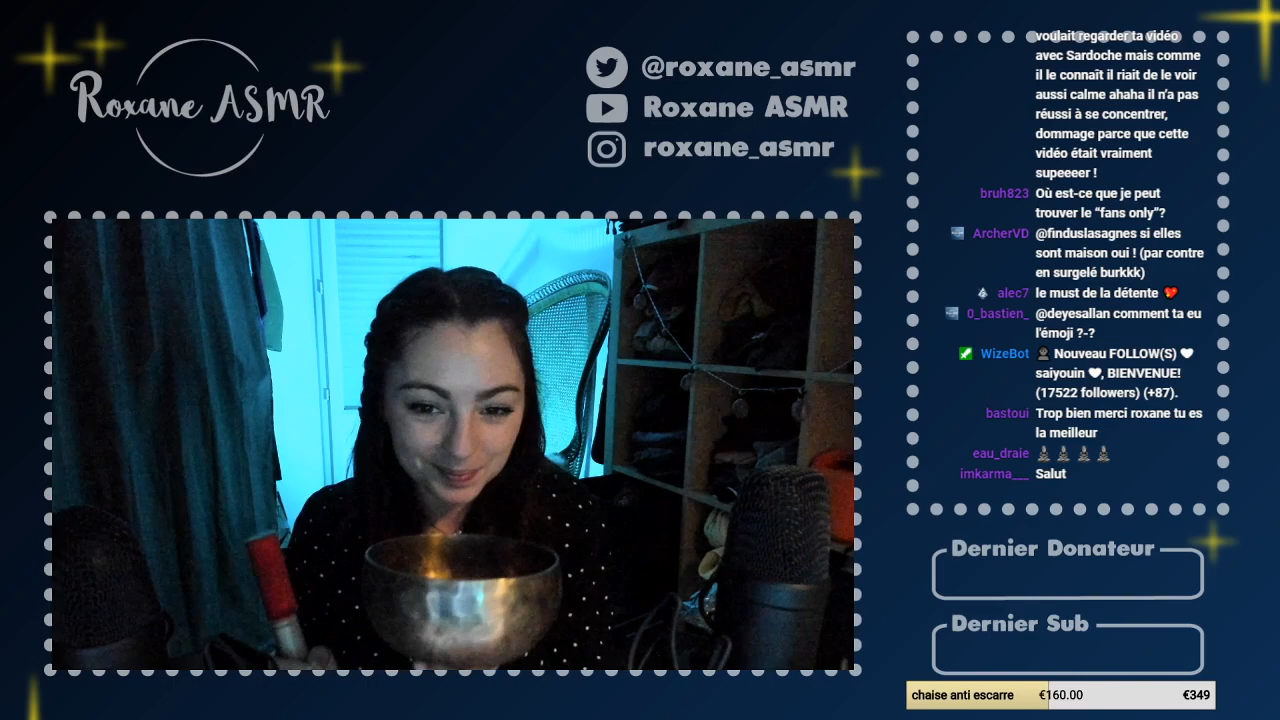 Roxane ASMR
@roxane_asmr
Roxane ASMR
roxane_asmr
voulait regarder ta vidéo
avec Sardoche mais comme
il le connaît il riait de le voir
aussi calme ahaha il n’a pas
réussi à se concentrer,
dommage parce que cette
vidéo était vraiment
supeeeer !
bruh823 Où est-ce que je peut
trouver le “fans only”?
ArcherVD @finduslasagnes si elles
sont maison oui ! (par contre
en surgelé burkkk)
alec7 le must de la détente
0_bastien_ @deyesallan comment ta eu
l'émoji ?-?
WizeBot Nouveau FOLLOW(S)
saiyouin , BIENVENUE!
(17522 followers) (+87).
bastoui Trop bien merci roxane tu es
la meilleur
eau_draie
imkarma___ Salut
Dernier Donateur
Dernier Sub
chaise anti escarre €160.00 €349